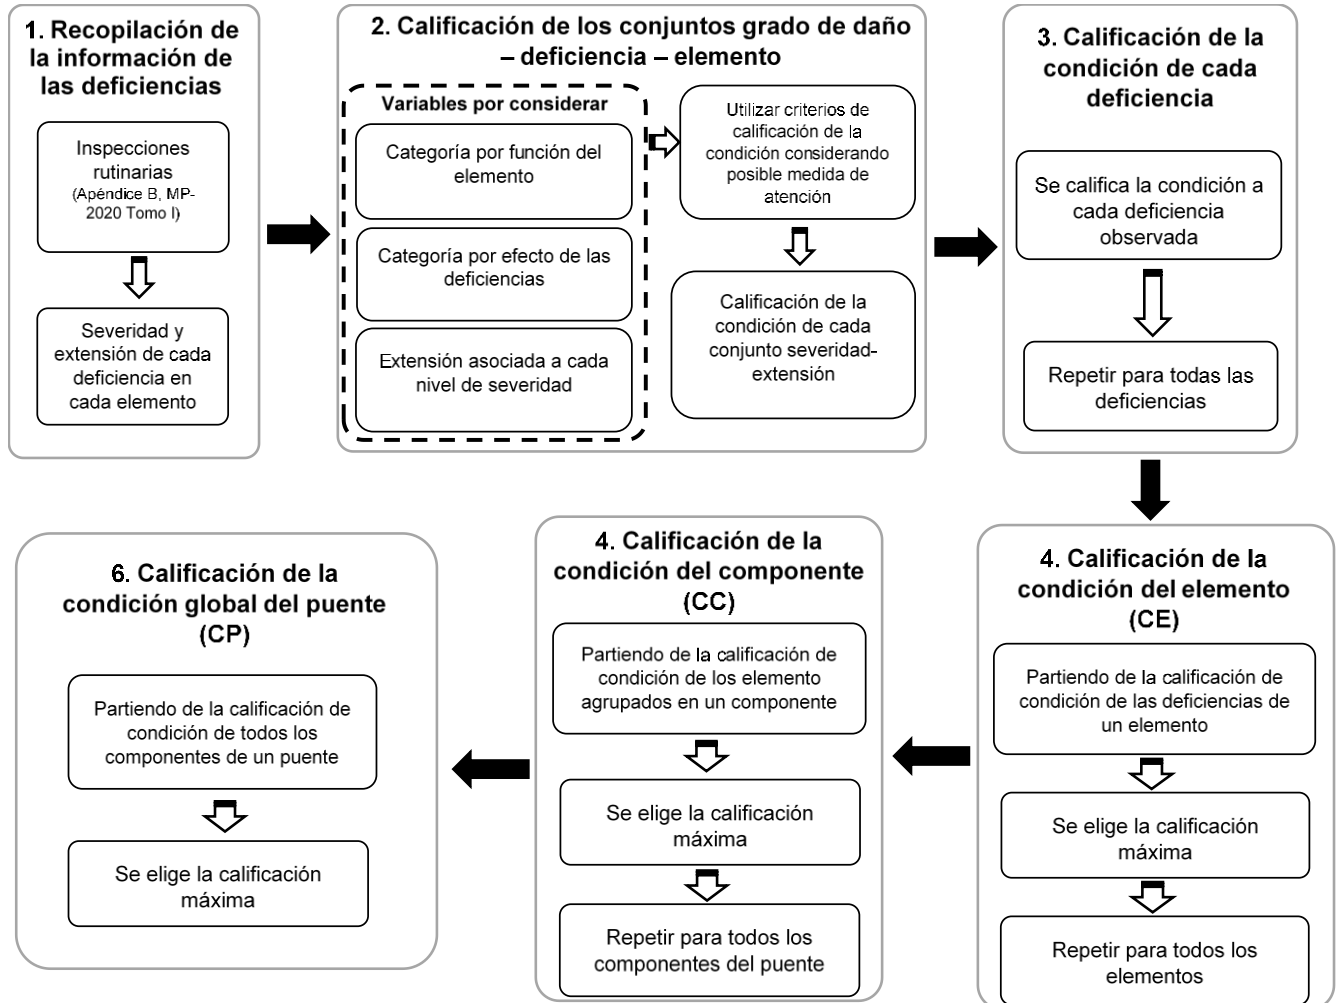 1. Recopilación de
la información de
las deficiencias
Inspecciones
rutinarias
(Apéndice B, MP-
2020 Tomo I)
Severidad y
extensión de cada
deficiencia en
cada elemento
2. Calificación de los conjuntos grado de daño
– deficiencia – elemento
Variables por considerar
Categoría por función del
elemento
Categoría por efecto de las
deficiencias
Extensión asociada a cada
nivel de severidad
Utilizar criterios de
calificación de la
condición considerando
posible medida de
atención
Calificación de la
condición de cada
conjunto severidad-
extensión
3. Calificación de la
condición de cada
deficiencia
Se califica la condición a
cada deficiencia
observada
Repetir para todas las
deficiencias
4. Calificación de la
condición del elemento
(CE)
Partiendo de la calificación de
condición de las deficiencias de
un elemento
Se elige la calificación
máxima
Repetir para todos los
elementos
4. Calificación de la
condición del componente
(CC)
Partiendo de la calificación de
condición de los elemento
agrupados en un componente
Se elige la calificación
máxima
Repetir para todos los
componentes del puente
6. Calificación de la
condición global del puente
(CP)
Partiendo de la calificación de
condición de todos los
componentes de un puente
Se elige la calificación
máxima